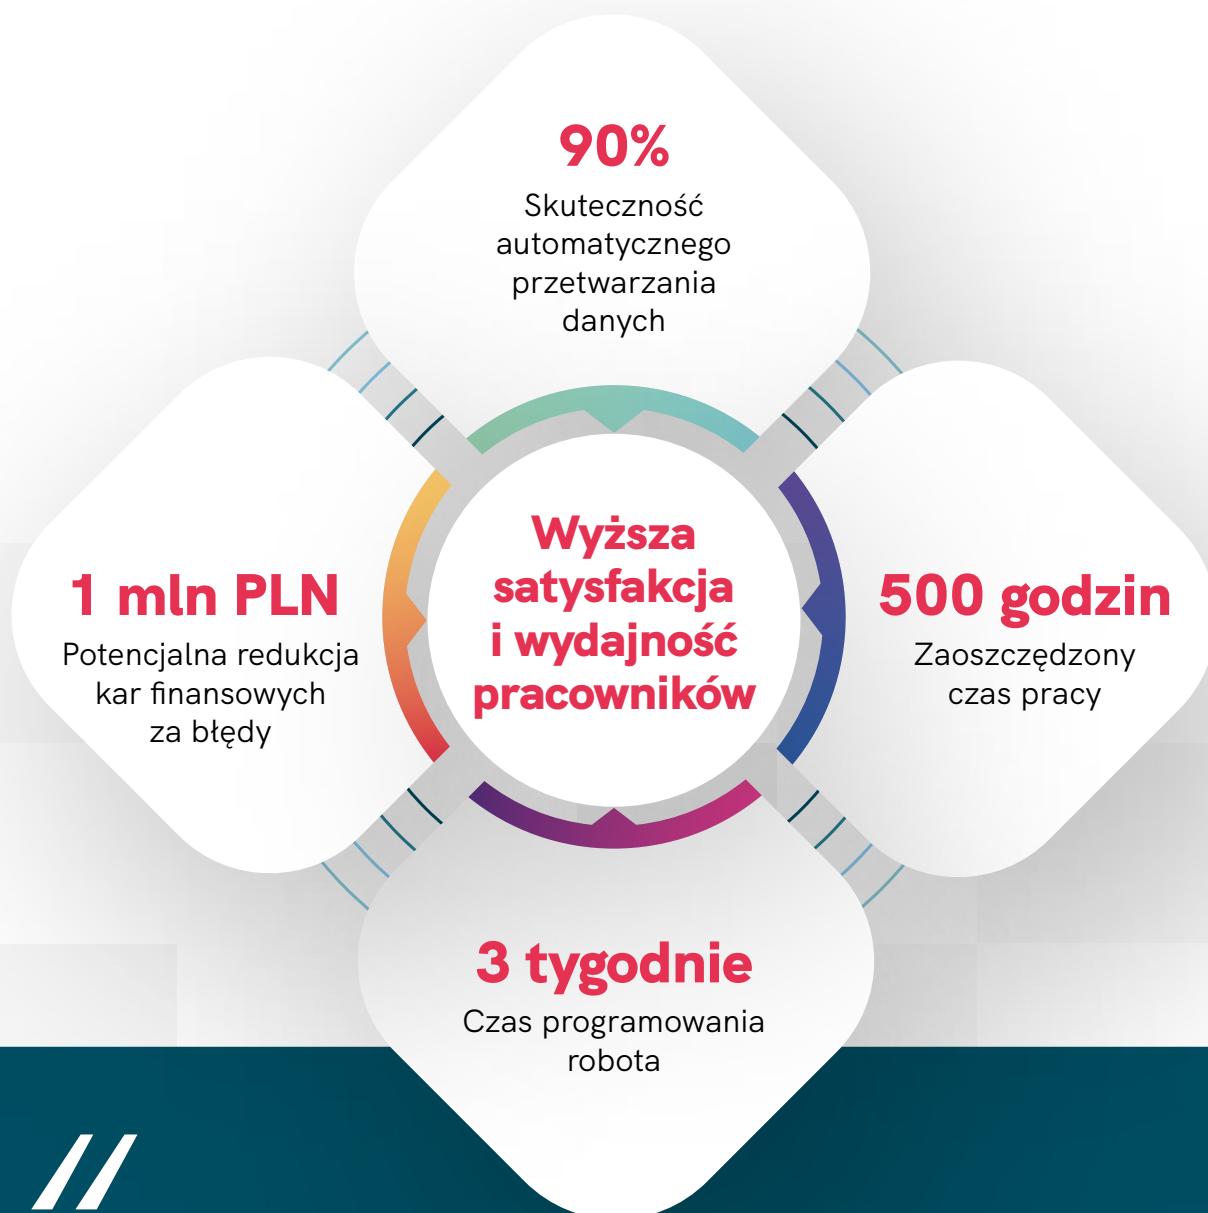 90%
Skuteczność
automatycznego
przetwarzania
danych
1 mln PLN
Potencjalna redukcja
kar finansowych
za błędy
Wyższa
satysfakcja
i wydajność
pracowników
500 godzin
Zaoszczędzony
czas pracy
3 tygodnie
Czas programowania
robota